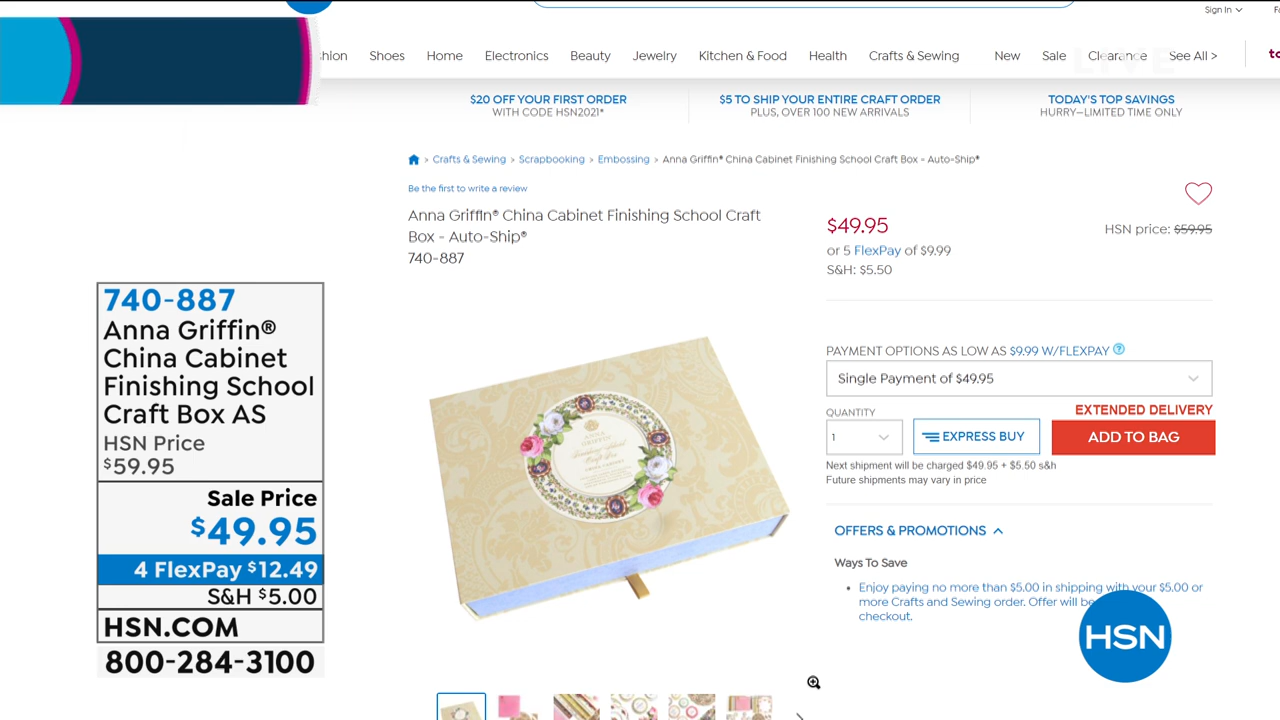 Sign In
shion Shoes Home Electronics Beauty Jewelry Kitchen & Food Health Crafts & Sewing New Sale Clearance See All >
LIVE
$20 OFF YOUR FIRST ORDER
WITH CODE HSN2021*
$5 TO SHIP YOUR ENTIRE CRAFT ORDER
PLUS, OVER 100 NEW ARRIVALS
TODAY'S TOP SAVINGS
HURRY—LIMITED TIME ONLY
> Crafts & Sewing > Scrapbooking > Embossing > Anna Griffin® China Cabinet Finishing School Craft Box - Auto-Ship®
Be the first to write a review
Anna Griffin® China Cabinet Finishing School Craft
Box - Auto-Ship®
740-887
$49.95
HSN price: $59.95
or 5 FlexPay of $9.99
S&H: $5.50
PAYMENT OPTIONS AS LOW AS $9.99 W/FLEXPAY ?
Single Payment of $49.95
EXTENDED DELIVERY
QUANTITY
1
EXPRESS BUY
ADD TO BAG
Next shipment will be charged $49.95 + $5.50 s&h
Future shipments may vary in price
OFFERS & PROMOTIONS
Ways To Save
• Enjoy paying no more than $5.00 in shipping with your $5.00 or
more Crafts and Sewing order. Offer will be
checkout.
HSN
ANNA
GRIFFIN
740-887
Anna Griffin®
China Cabinet
Finishing School
Craft Box AS
HSN Price
$59.95
Sale Price
$49.95
4 FlexPay $12.49
S&H $5.00
HSN.COM
800-284-3100